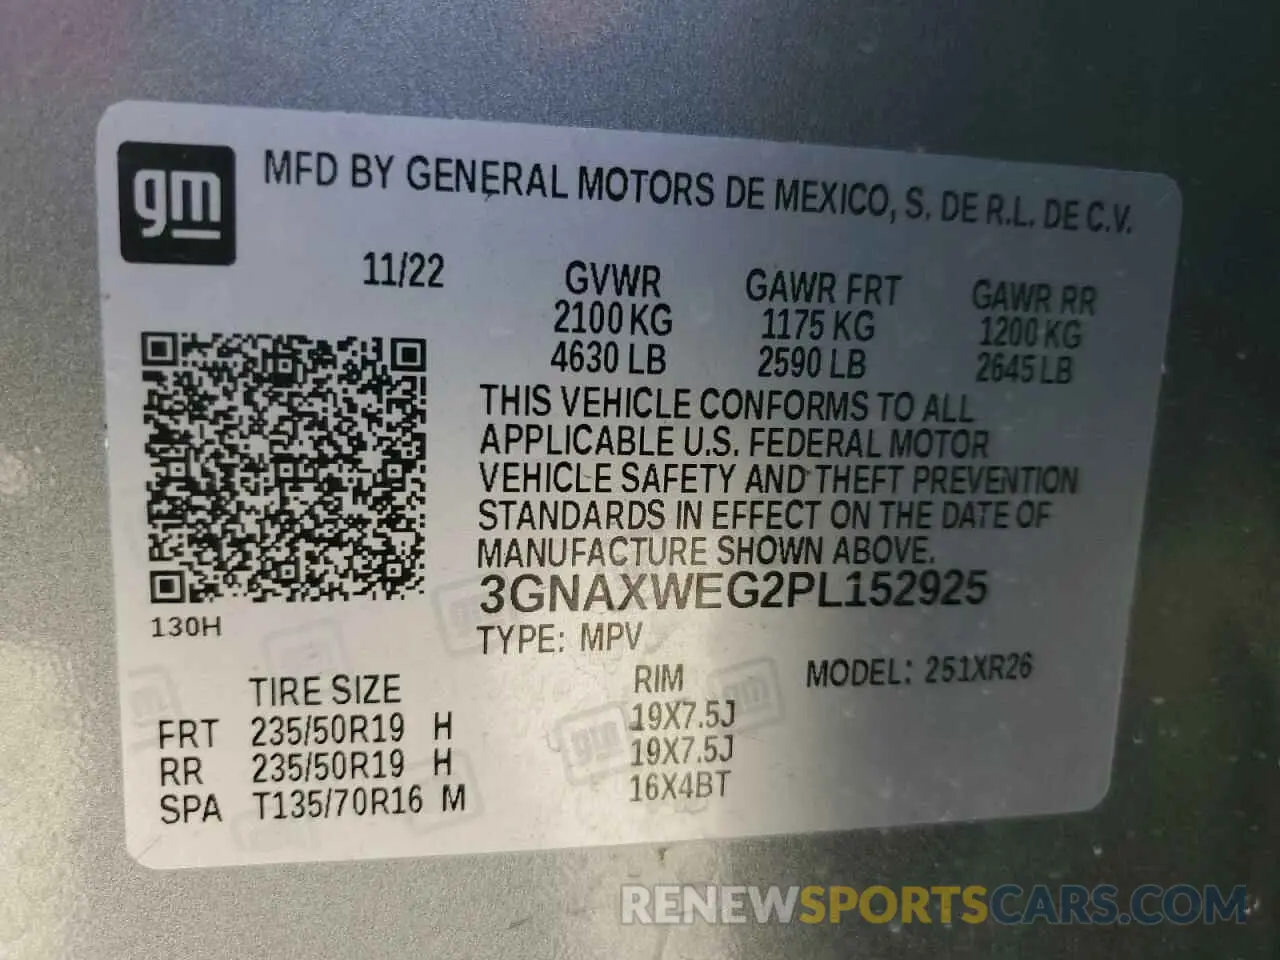 gm
MFD BY GENERAL MOTORS DE MEXICO, S. DE R.L. DE C.V.
11/22
GVWR GAWR FRT GAWR RR
2100 KG 1175 KG 1200 KG
4630 LB 2590 LB 2645 LB
THIS VEHICLE CONFORMS TO ALL
APPLICABLE U.S. FEDERAL MOTOR
VEHICLE SAFETY AND THEFT PREVENTION
STANDARDS IN EFFECT ON THE DATE OF
MANUFACTURE SHOWN ABOVE.
3GNAXWEG2PL152925
130H
TYPE: MPV
MODEL: 251XR26
TIRE SIZE RIM
FRT 235/50R19 H 19X7.5J
RR 235/50R19 H 19X7.5J
SPA T135/70R16 M 16X4BT
gm
gm
RENEWSPORTSCARS.COM